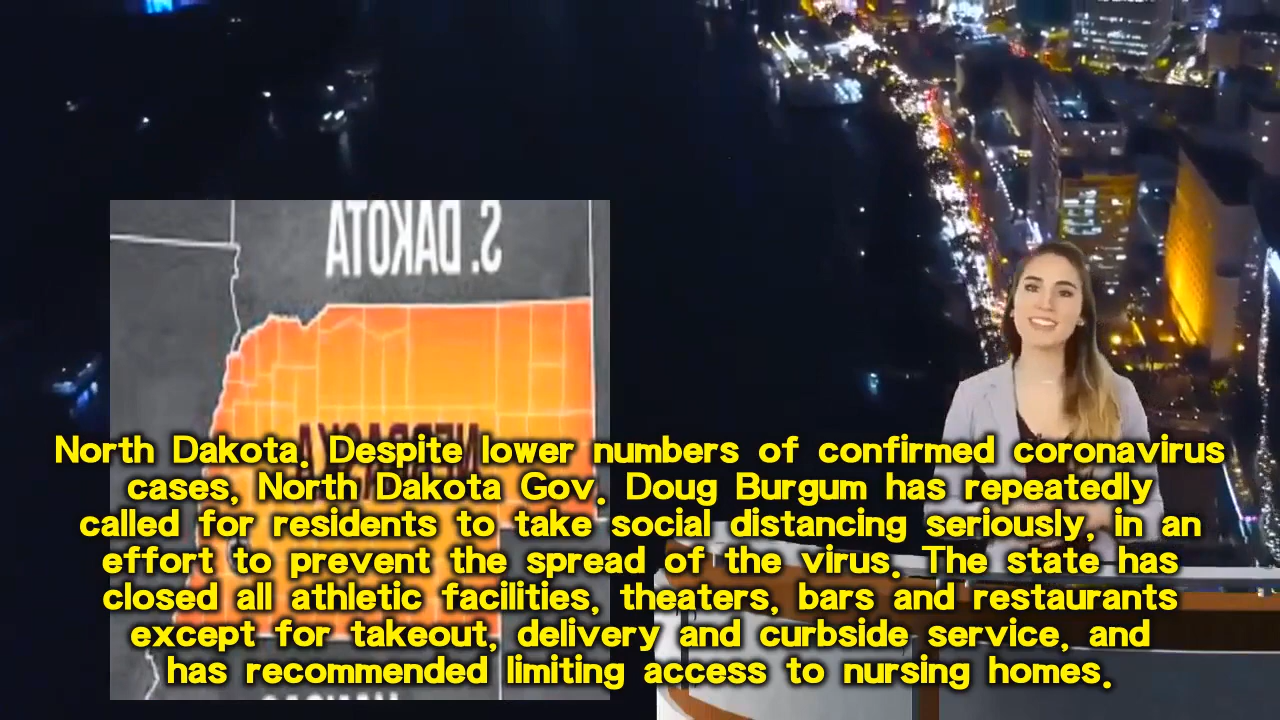 S. DAKOTA
NEBRASKA
North Dakota. Despite lower numbers of confirmed coronavirus
cases, North Dakota Gov. Doug Burgum has repeatedly
called for residents to take social distancing seriously, in an
effort to prevent the spread of the virus. The state has
closed all athletic facilities, theaters, bars and restaurants
except for takeout, delivery and curbside service, and
has recommended limiting access to nursing homes.